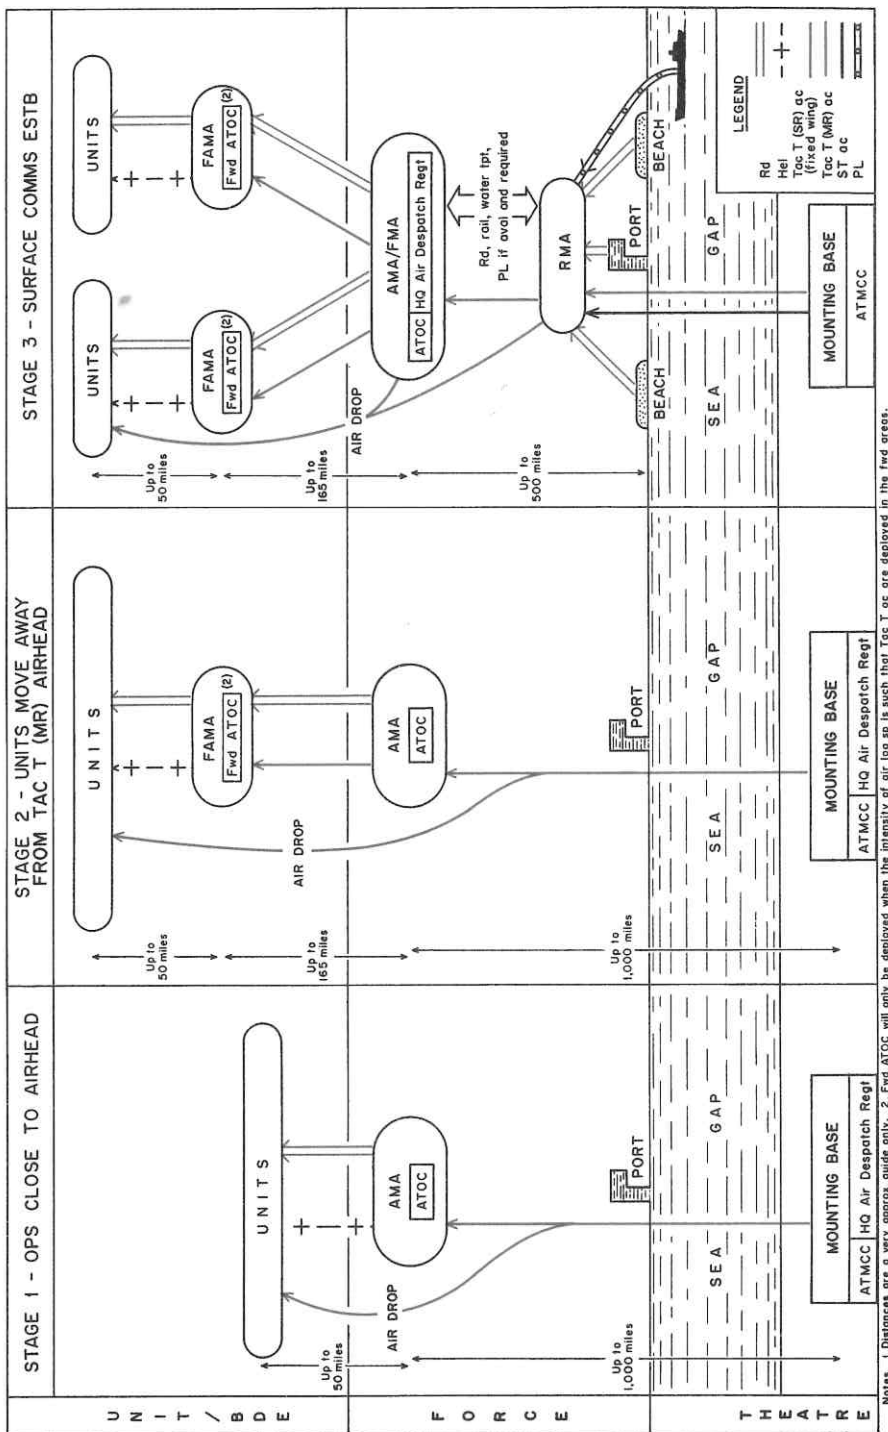 STAGE 1 - OPS CLOSE TO AIRHEAD
STAGE 2 - UNITS MOVE AWAY
FROM TAC T (MR) AIRHEAD
STAGE 3 - SURFACE COMMS ESTB
UNIT/BDE
FORCE
THEATRE
UNITS
Up to
50 miles
AMA
ATOC
AIR DROP
Up to
1,000 miles
PORT
SEA GAP
MOUNTING BASE
ATMCC HQ Air Despatch Regt
UNITS
Up to
50 miles
FAMA
Fwd ATOC (2)
Up to
165 miles
AIR DROP
AMA
ATOC
Up to
1,000 miles
PORT
SEA GAP
MOUNTING BASE
ATMCC HQ Air Despatch Regt
UNITS
UNITS
Up to
50 miles
FAMA
Fwd ATOC (2)
FAMA
Fwd ATOC (2)
Up to
165 miles
AIR DROP
AMA/FMA
ATOC HQ Air Despatch Regt
Up to
500 miles
Rd, rail, water tpt,
PL if aval and required
RMA
BEACH
PORT
BEACH
SEA GAP
MOUNTING BASE
ATMCC
LEGEND
Rd
Hel
Tac T (SR) ac
(fixed wing)
Tac T (MR) ac
ST ac
PL
Notes 1 Distances are a very approx guide only. 2 Fwd ATOC will only be deployed when the intensity of air log sp is such that Tac T ac are deployed in the fwd areas.